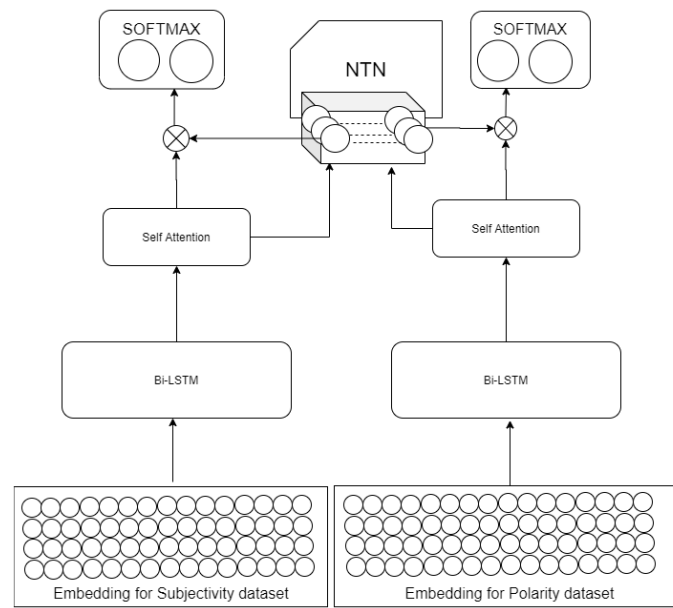 SOFTMAX
NTN
SOFTMAX
Self Attention
Self Attention
Bi-LSTM
Bi-LSTM
Embedding for Subjectivity dataset
Embedding for Polarity dataset